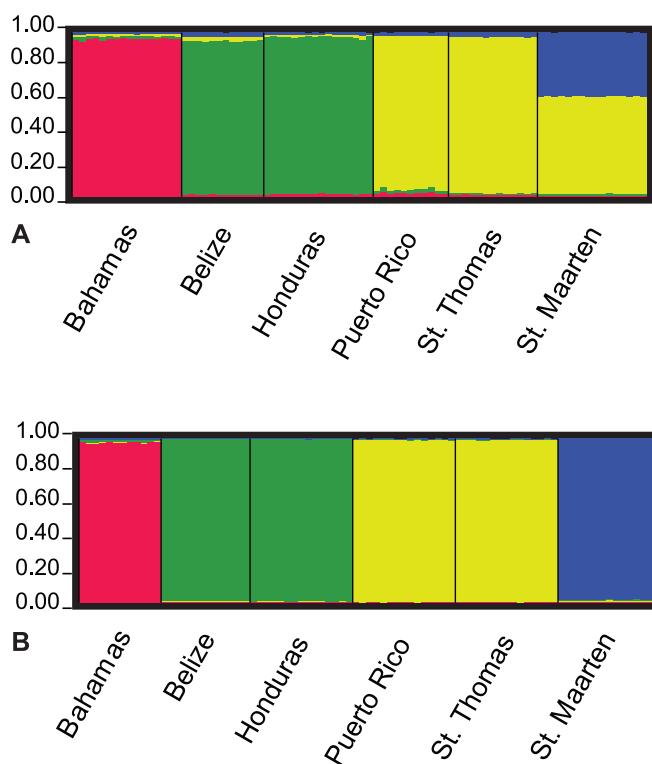 1.00
0.80
0.60
0.40
0.20
0.00
A
Bahamas
Belize
Honduras
Puerto Rico
St. Thomas
St. Maarten
1.00
0.80
0.60
0.40
0.20
0.00
B
Bahamas
Belize
Honduras
Puerto Rico
St. Thomas
St. Maarten